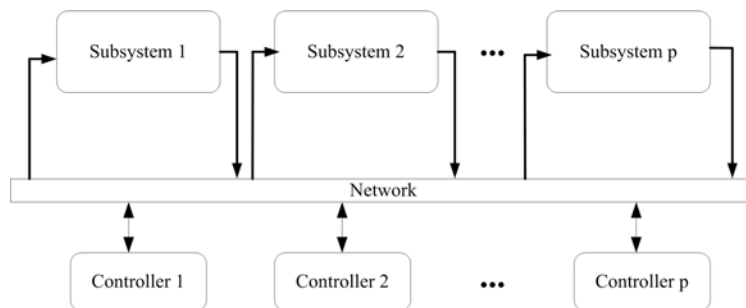 Subsystem 1
Subsystem 2
•••
Subsystem p
Network
Controller 1
Controller 2
•••
Controller p